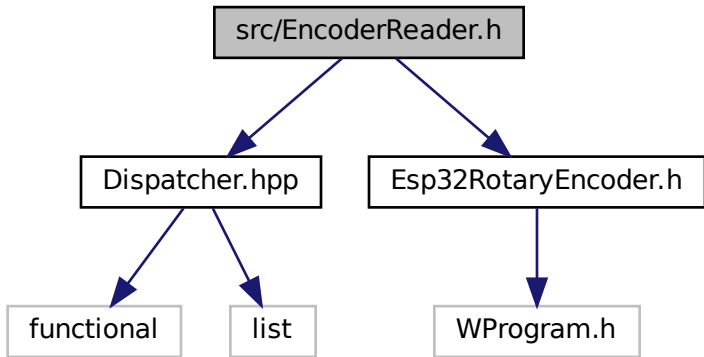 src/EncoderReader.h
Dispatcher.hpp
Esp32RotaryEncoder.h
functional
list
WProgram.h